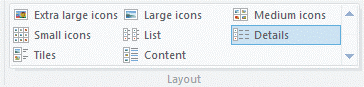 Extra large icons Large icons Medium icons
Small icons List Details
Tiles Content
Layout